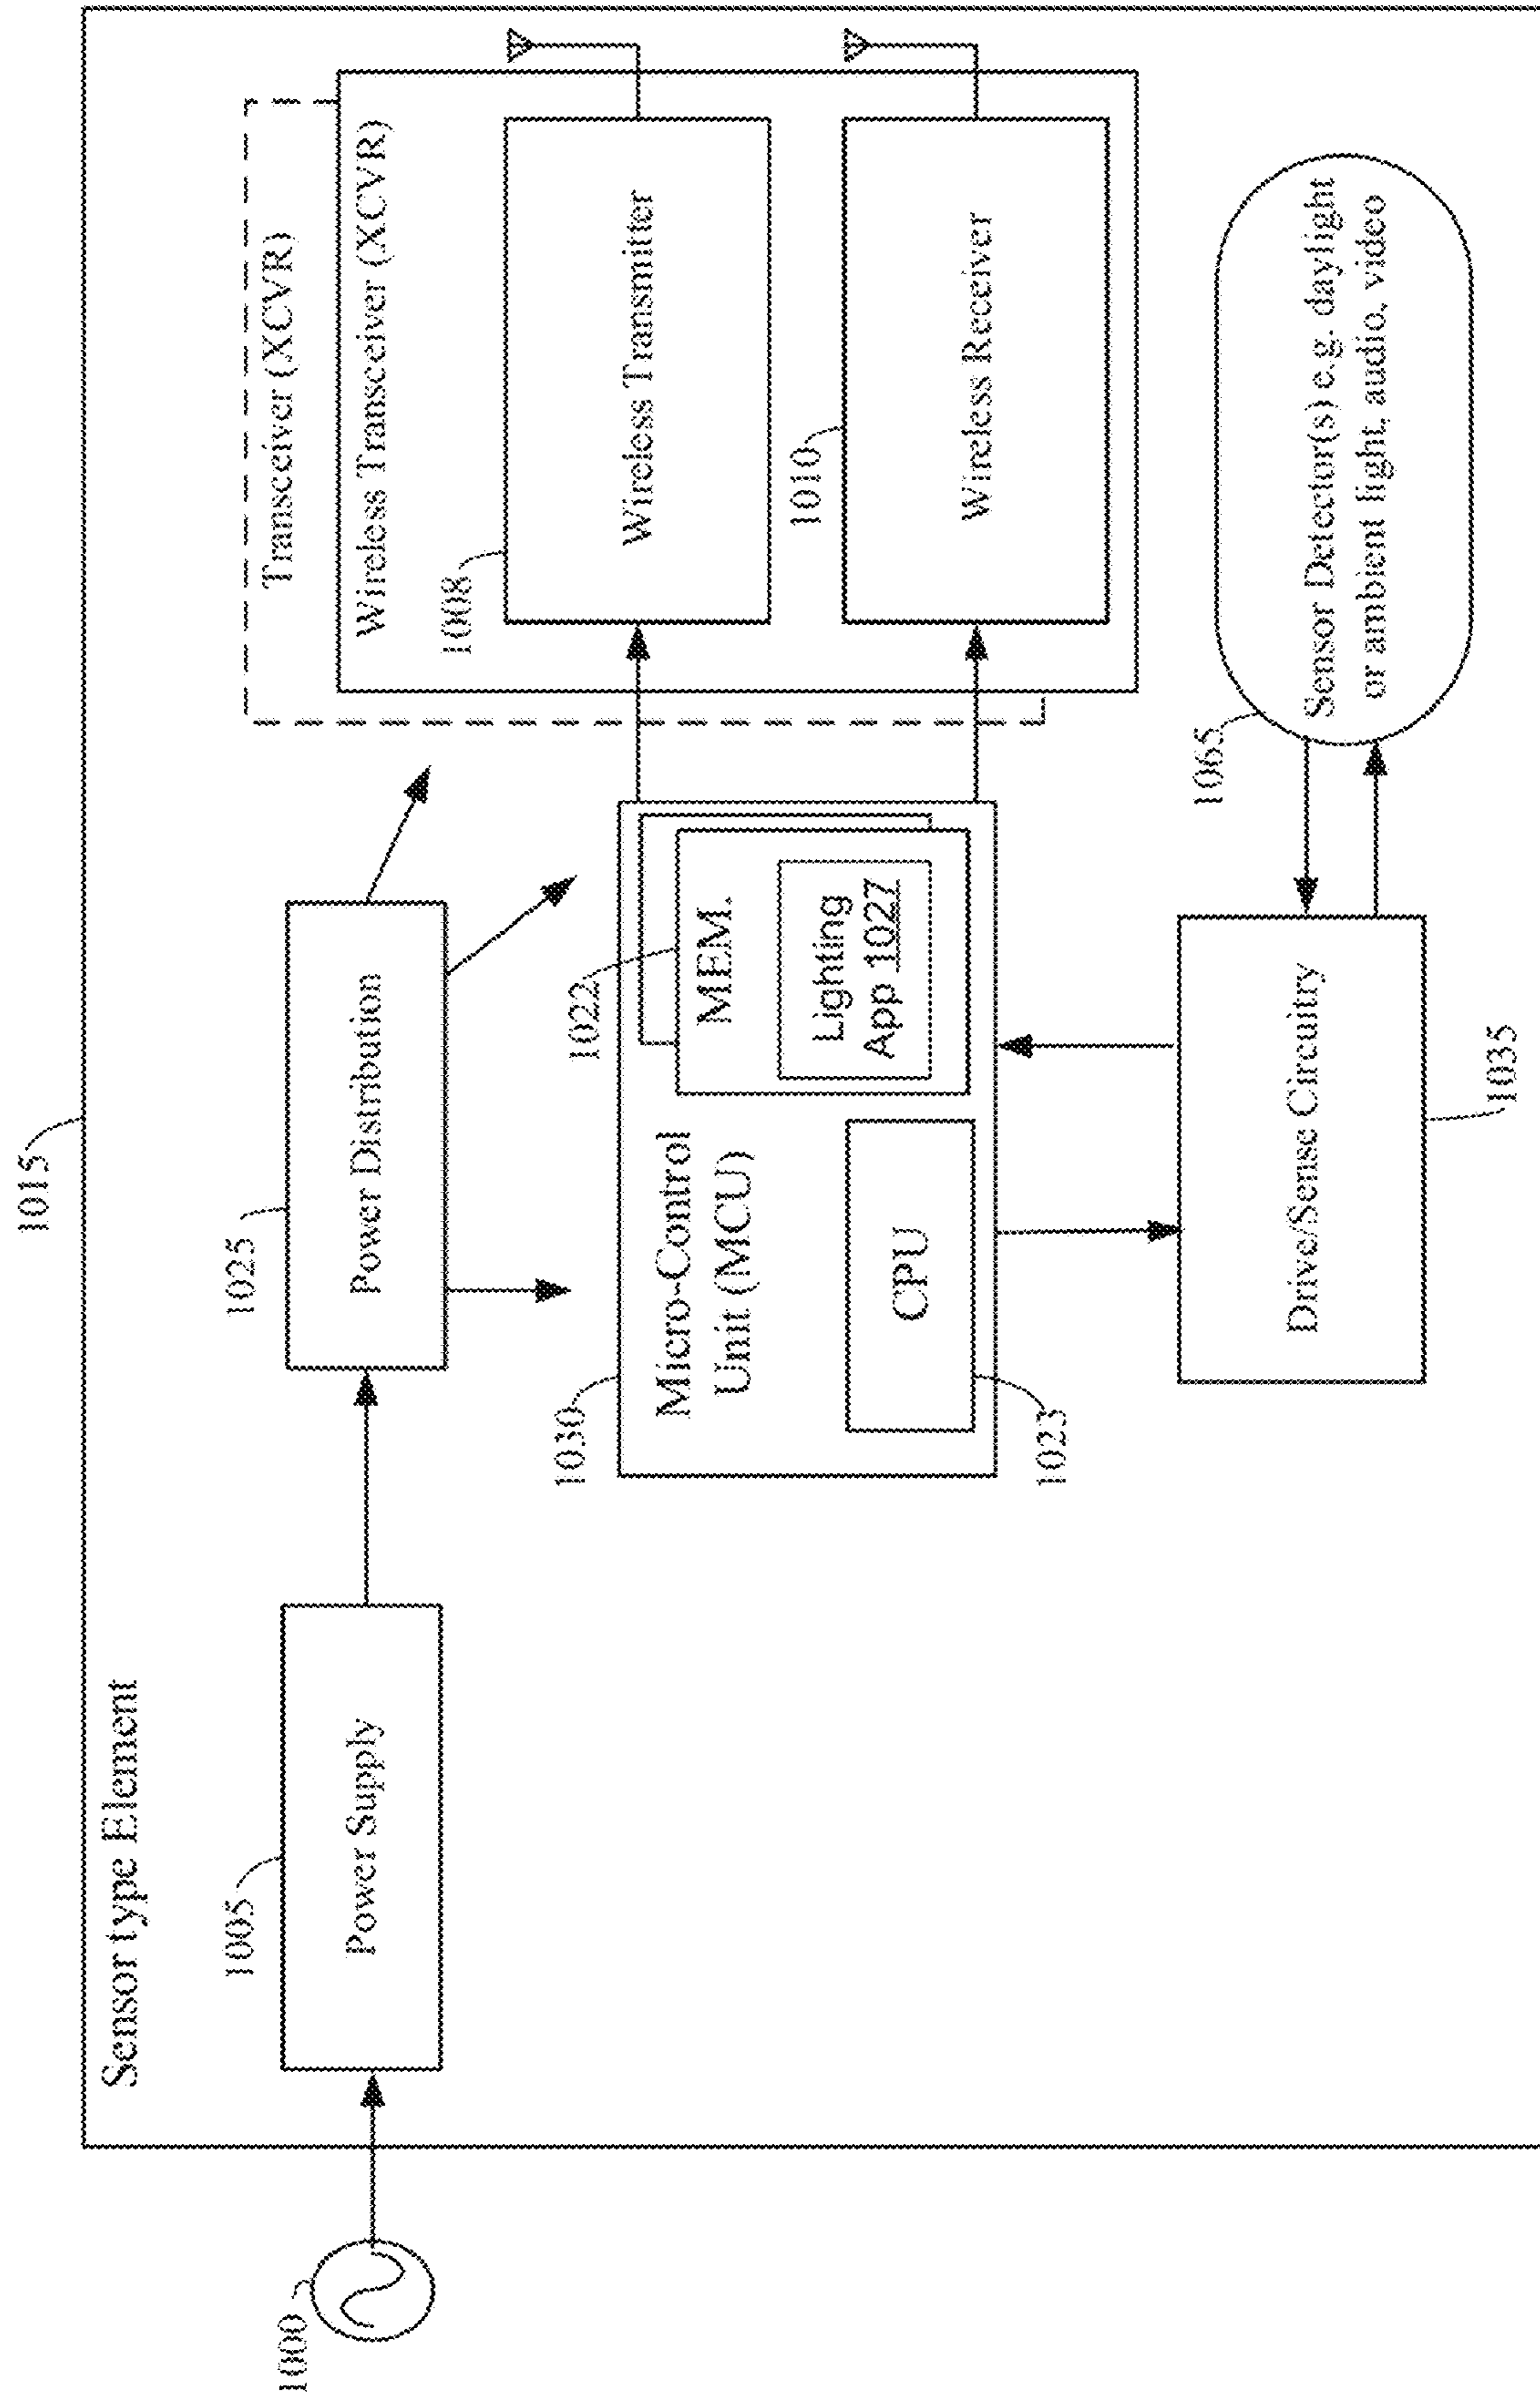 1015
Sensor type Element
1000
1005
Power Supply
1025
Power Distribution
Transceiver (XCVR)
Wireless Transceiver (XCVR)
1008
Wireless Transmitter
1010
Wireless Receiver
1030
Micro-Control
Unit (MCU)
1022
MEM.
Lighting
App 1027
CPU
1023
1065
Sensor Detector(s) e.g. daylight
or ambient light, audio, video
Drive/Sense Circuitry
1035